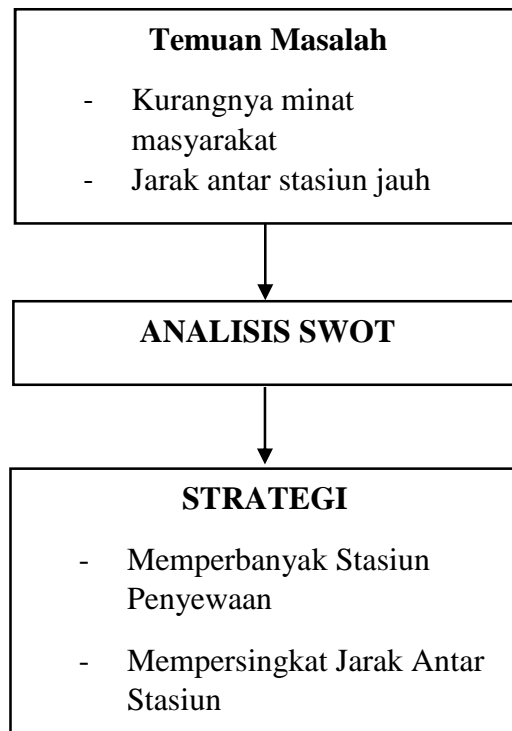 Temuan Masalah
- Kurangnya minat
masyarakat
- Jarak antar stasiun jauh
ANALISIS SWOT
STRATEGI
- Memperbanyak Stasiun
Penyewaan
- Mempersingkat Jarak Antar
Stasiun